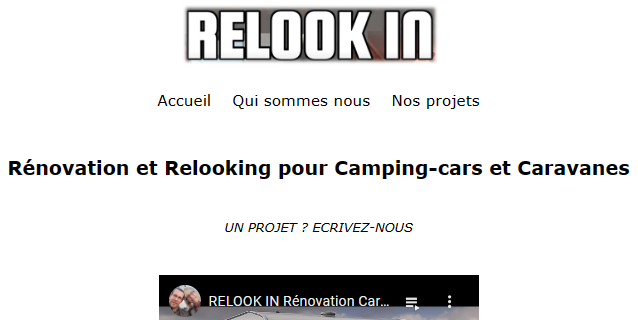 RELOOK IN
Accueil Qui sommes nous Nos projets
Rénovation et Relooking pour Camping-cars et Caravanes
UN PROJET ? ECRIVEZ-NOUS
RELOOK IN Rénovation Car...